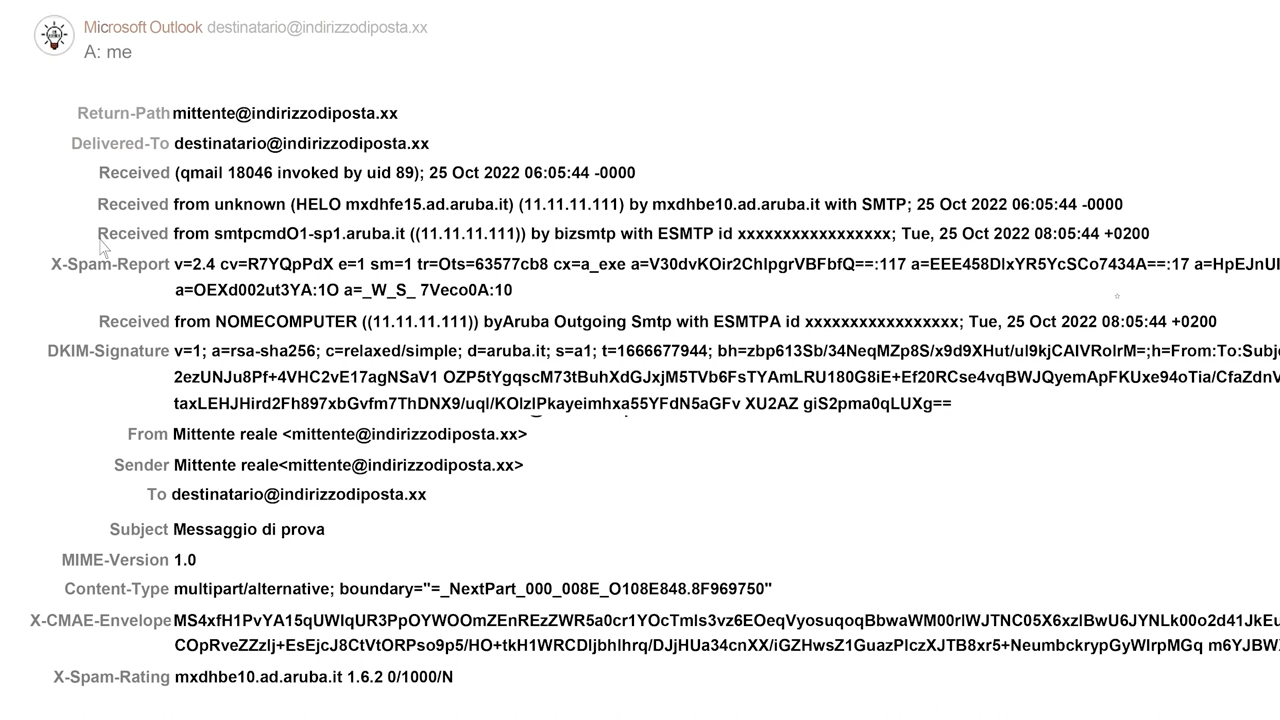 Microsoft Outlook destinatario@indirizzodiposta.xx
A: me
Return-Path mittente@indirizzodiposta.xx
Delivered-To destinatario@indirizzodiposta.xx
Received (qmail 18046 invoked by uid 89); 25 Oct 2022 06:05:44 -0000
Received from unknown (HELO mxdhfe15.ad.aruba.it) (11.11.11.111) by mxdhbe10.ad.aruba.it with SMTP; 25 Oct 2022 06:05:44 -0000
Received from smtpcmdO1-sp1.aruba.it ((11.11.11.111)) by bizsmtp with ESMTP id xxxxxxxxxxxxxxxxx; Tue, 25 Oct 2022 08:05:44 +0200
X-Spam-Report v=2.4 cv=R7YQpPdX e=1 sm=1 tr=Ots=63577cb8 cx=a_exe a=V30dvKOir2ChlpgrVBFbfQ==:117 a=EEE458DlxYR5YcSCo7434A==:17 a=HpEJnUl
a=OEXd002ut3YA:1O a=_W_S_ 7Veco0A:10
Received from NOMECOMPUTER ((11.11.11.111)) byAruba Outgoing Smtp with ESMTPA id xxxxxxxxxxxxxxxxx; Tue, 25 Oct 2022 08:05:44 +0200
DKIM-Signature v=1; a=rsa-sha256; c=relaxed/simple; d=aruba.it; s=a1; t=1666677944; bh=zbp613Sb/34NeqMZp8S/x9d9XHut/ul9kjCAIVRolrM=;h=From:To:Subj
2ezUNJu8Pf+4VHC2vE17agNSaV1 OZP5tYgqscM73tBuhXdGJxjM5TVb6FsTYAmLRU180G8iE+Ef20RCse4vqBWJQyemApFKUxe94oTia/CfaZdnV
taxLEHJHird2Fh897xbGvfm7ThDNX9/uql/KOlzlPkayeimhxa55YFdN5aGFv XU2AZ giS2pma0qLUXg==
From Mittente reale <mittente@indirizzodiposta.xx>
Sender Mittente reale<mittente@indirizzodiposta.xx>
To destinatario@indirizzodiposta.xx
Subject Messaggio di prova
MIME-Version 1.0
Content-Type multipart/alternative; boundary="=_NextPart_000_008E_O108E848.8F969750"
X-CMAE-Envelope MS4xfH1PvYA15qUWlqUR3PpOYWOOmZEnREzZWR5a0cr1YOcTmls3vz6EOeqVyosuqoqBbwaWM00rlWJTNC05X6xzlBwU6JYNLk00o2d41JkEu
COpRveZZzlj+EsEjcJ8CtVtORPso9p5/HO+tkH1WRCDljbhlhrq/DJjHUa34cnXX/iGZHwsZ1GuazPlczXJTB8xr5+NeumbckrypGyWlrpMGq m6YJBW
X-Spam-Rating mxdhbe10.ad.aruba.it 1.6.2 0/1000/N